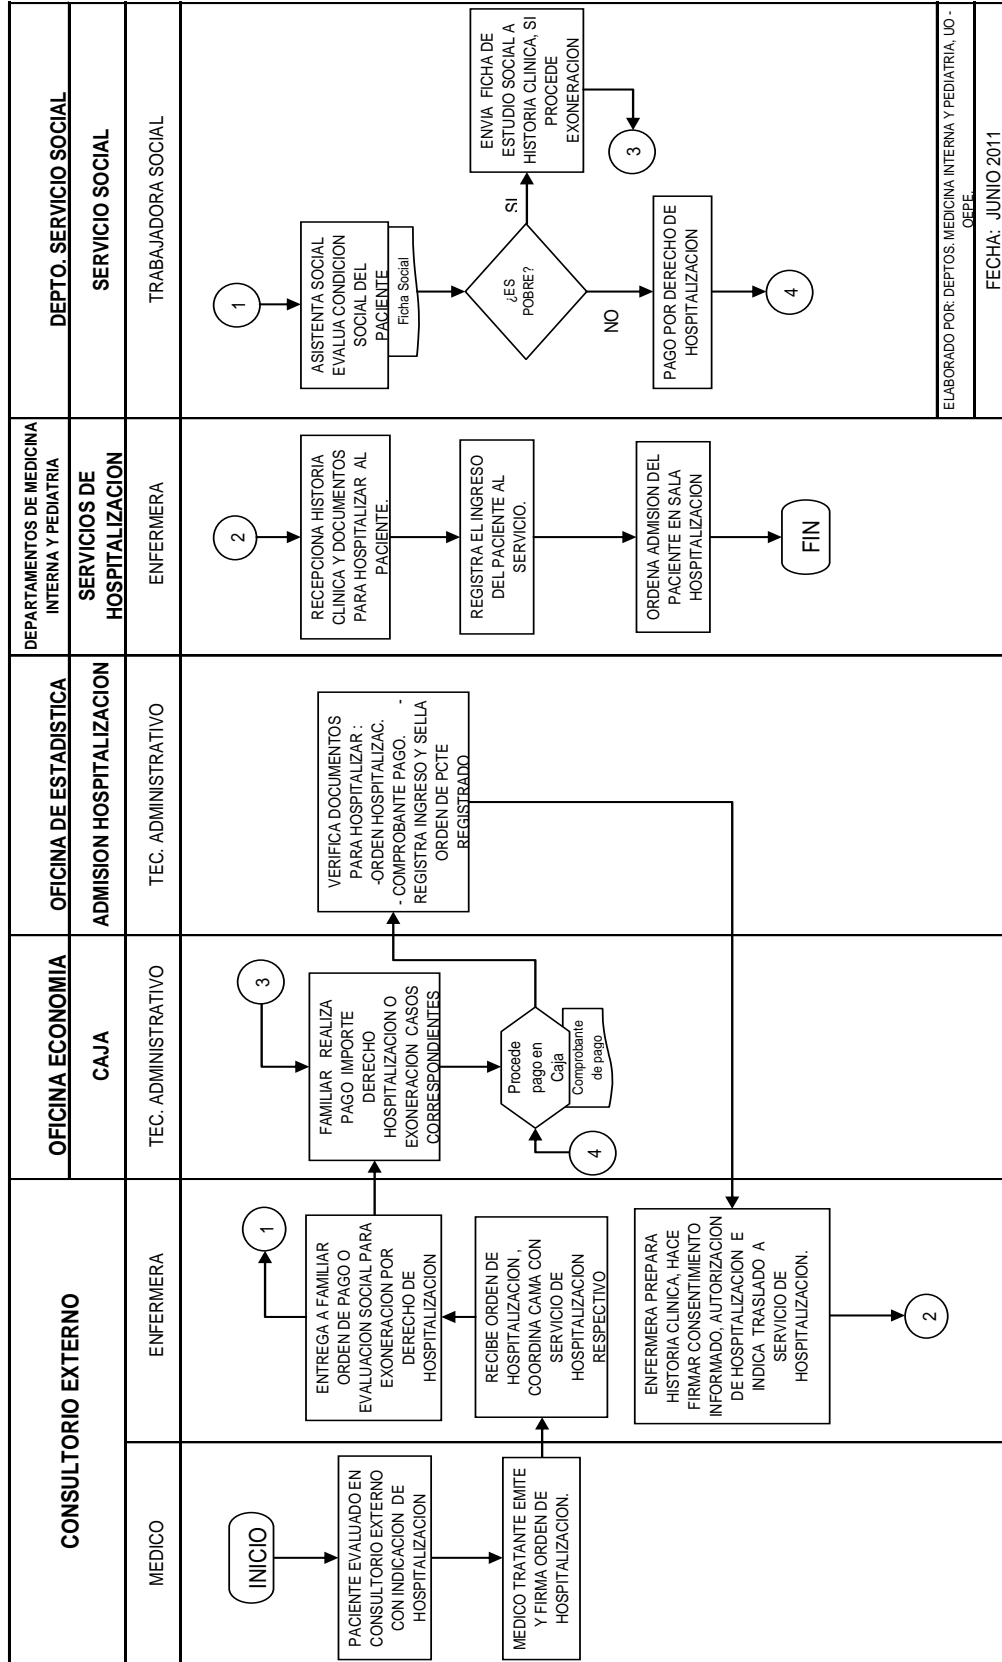 CONSULTORIO EXTERNO
OFICINA ECONOMIA
OFICINA DE ESTADISTICA
DEPARTAMENTOS DE MEDICINA
INTERNA Y PEDIATRIA
DEPTO. SERVICIO SOCIAL
CAJA
ADMISION HOSPITALIZACION
SERVICIOS DE
HOSPITALIZACION
SERVICIO SOCIAL
MEDICO
ENFERMERA
TEC. ADMINISTRATIVO
TEC. ADMINISTRATIVO
ENFERMERA
TRABAJADORA SOCIAL
INICIO
PACIENTE EVALUADO EN
CONSULTORIO EXTERNO
CON INDICACION DE
HOSPITALIZACION
MEDICO TRATANTE EMITE
Y FIRMA ORDEN DE
HOSPITALIZACION.
1
ENTREGA A FAMILIAR
ORDEN DE PAGO O
EVALUACION SOCIAL PARA
EXONERACION POR
DERECHO DE
HOSPITALIZACION
RECIBE ORDEN DE
HOSPITALIZACION ,
COORDINA CAMA CON
SERVICIO DE
HOSPITALIZACION
RESPECTIVO
ENFERMERA PREPARA
HISTORIA CLINICA, HACE
FIRMAR CONSENTIMIENTO
INFORMADO, AUTORIZACION
DE HOSPITALIZACION E
INDICA TRASLADO A
SERVICIO DE
HOSPITALIZACION.
2
3
FAMILIAR REALIZA
PAGO IMPORTE
DERECHO
HOSPITALIZACION O
EXONERACION CASOS
CORRESPONDIENTES
Procede
pago en
Caja
Comprobante
de pago
4
VERIFICA DOCUMENTOS
PARA HOSPITALIZAR :
-ORDEN HOSPITALIZAC.
- COMPROBANTE PAGO. -
REGISTRA INGRESO Y SELLA
ORDEN DE PCTE
REGISTRADO
2
RECEPCIONA HISTORIA
CLINICA Y DOCUMENTOS
PARA HOSPITALIZAR AL
PACIENTE.
REGISTRA EL INGRESO
DEL PACIENTE AL
SERVICIO.
ORDENA ADMISION DEL
PACIENTE EN SALA
HOSPITALIZACION
FIN
1
ASISTENTA SOCIAL
EVALUA CONDICION
SOCIAL DEL
PACIENTE
Ficha Social
¿ES
POBRE?
.SI
NO
ENVIA FICHA DE
ESTUDIO SOCIAL A
HISTORIA CLINICA, SI
PROCEDE
EXONERACION
3
PAGO POR DERECHO DE
HOSPITALIZACION
4
ELABORADO POR: DEPTOS. MEDICINA INTERNA Y PEDIATRIA, UO -
OEPE.
FECHA: JUNIO 2011